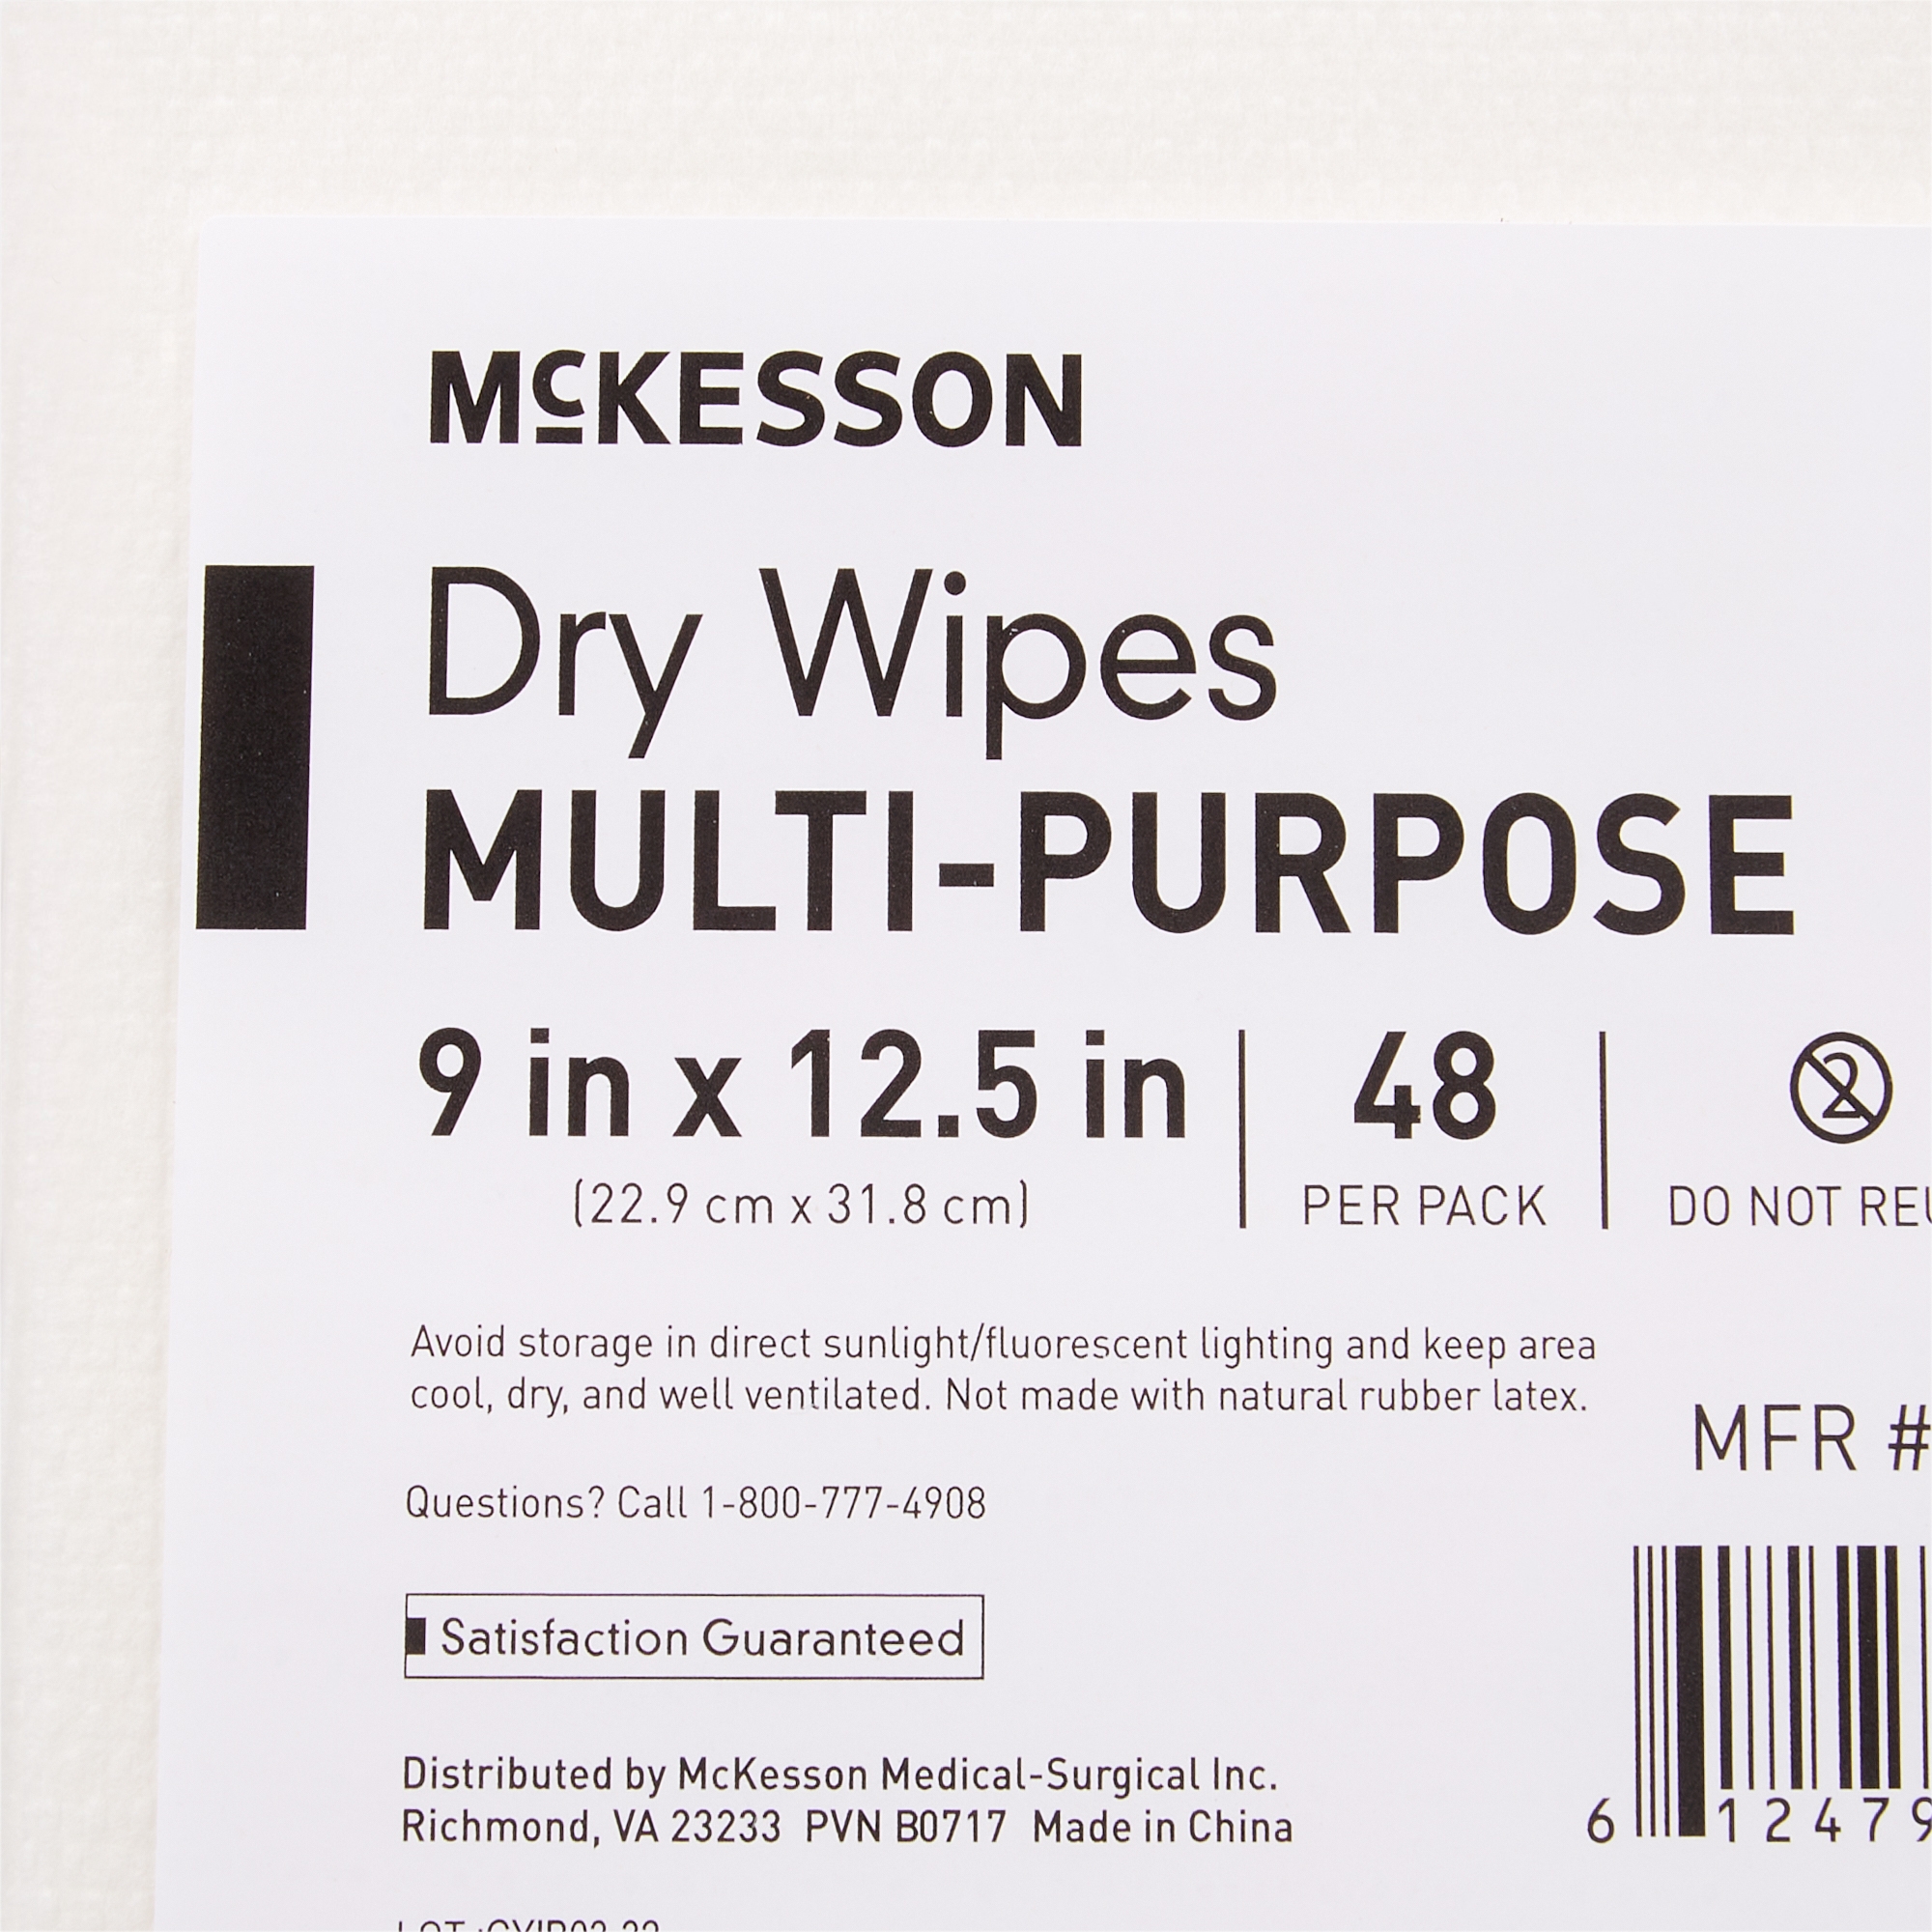 McKESSON
Dry Wipes
MULTI-PURPOSE
9 in x 12.5 in | 48 | 2
(22.9 cm x 31.8 cm) PER PACK DO NOT REU
Avoid storage in direct sunlight/fluorescent lighting and keep area
cool, dry, and well ventilated. Not made with natural rubber latex.
MFR #
Questions? Call 1-800-777-4908
Satisfaction Guaranteed
Distributed by McKesson Medical-Surgical Inc.
Richmond, VA 23233 PVN B0717 Made in China
6 12479